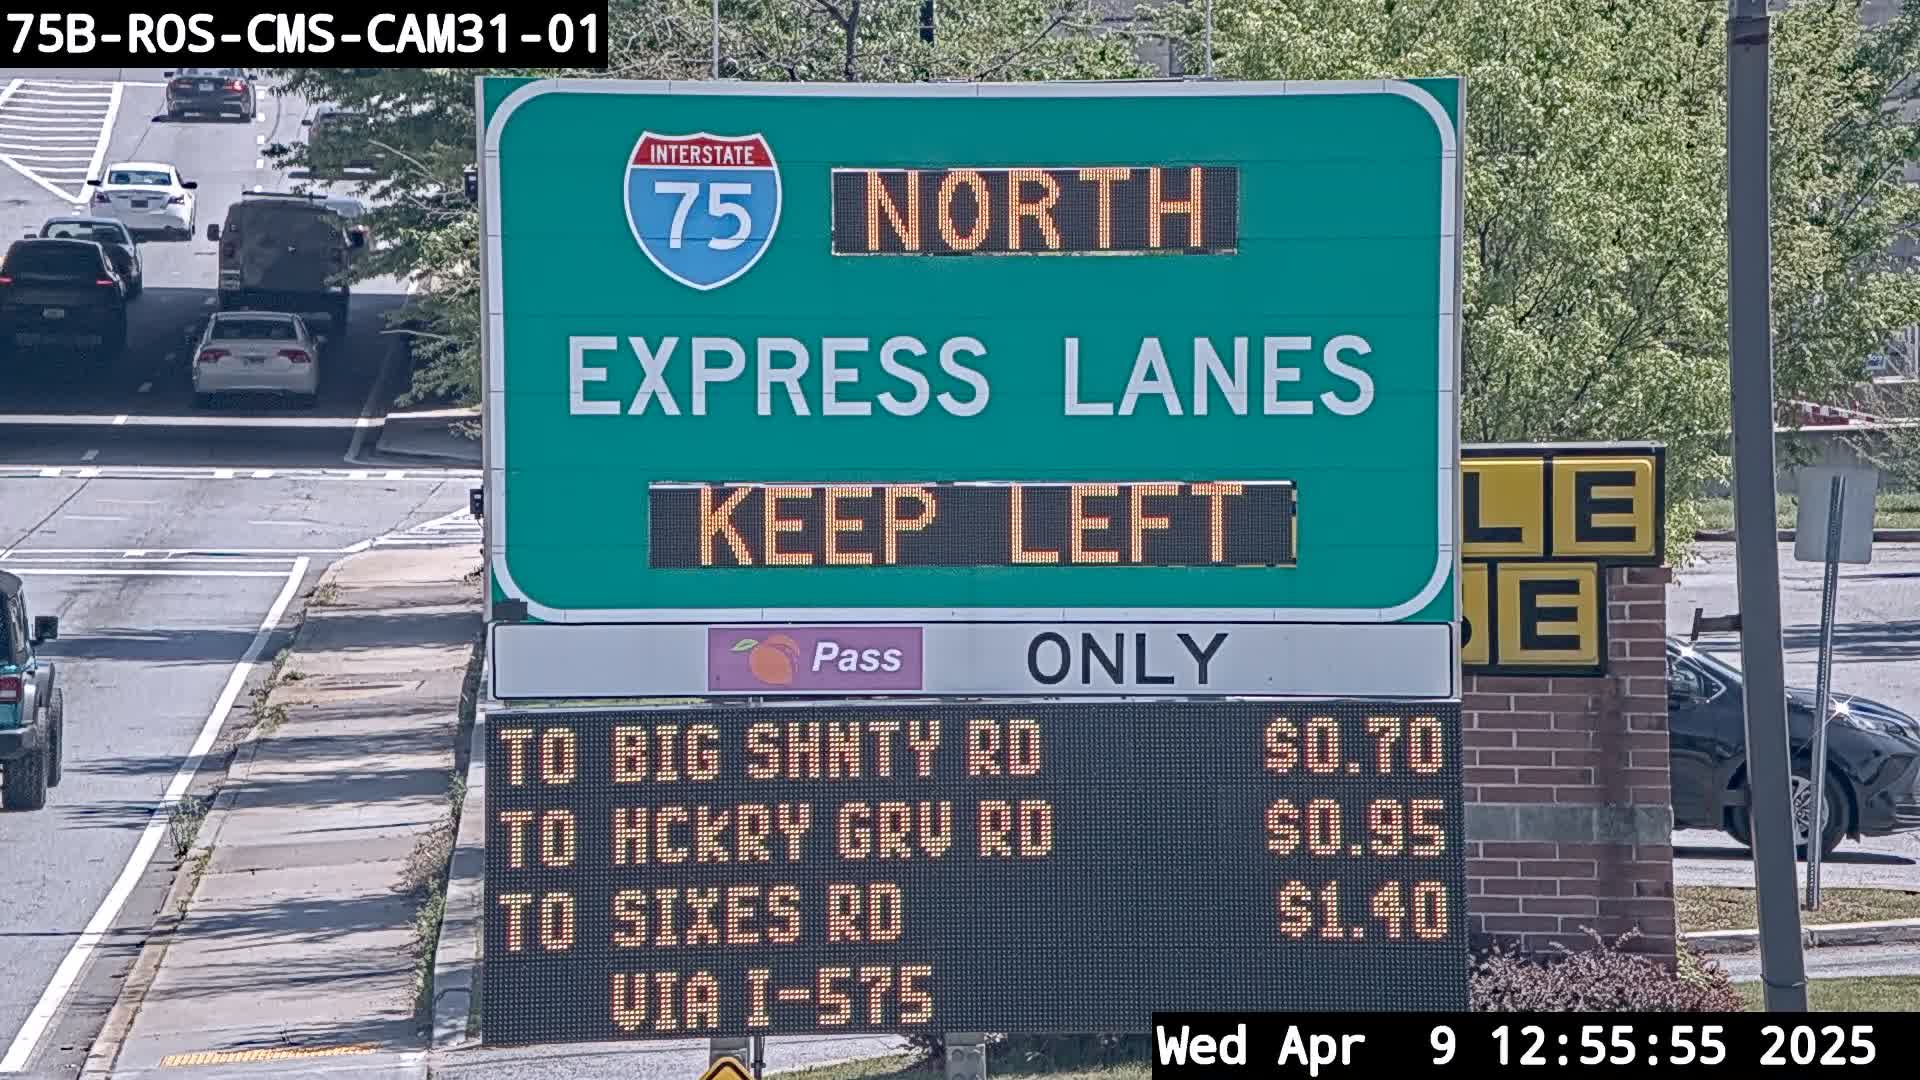 75B-ROS-CMS-CAM31-01
INTERSTATE
75
NORTH
EXPRESS LANES
KEEP LEFT
LE
E
Pass ONLY
TO BIG SHNTY RD $0.70
TO HCKRY GRV RD $0.95
TO SIXES RD $1.40
VIA I-575
Wed Apr 9 12:55:55 2025